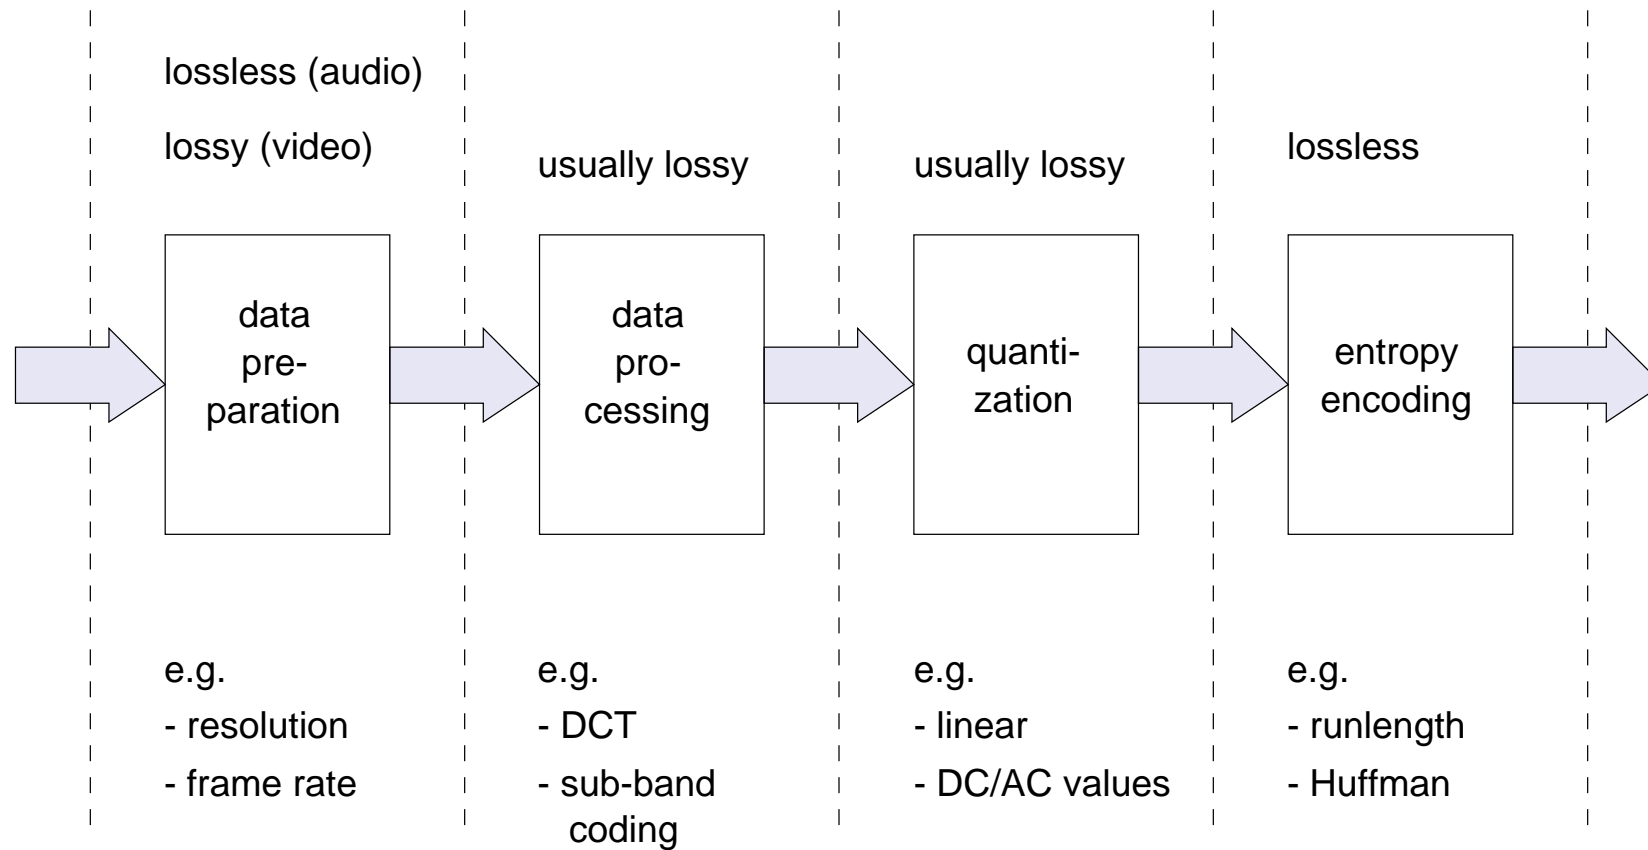 lossless (audio)
lossy (video)
data
pre-
paration
e.g.
- resolution
- frame rate
usually lossy
data
pro-
cessing
e.g.
- DCT
- sub-band
coding
usually lossy
quanti-
zation
e.g.
- linear
- DC/AC values
lossless
entropy
encoding
e.g.
- runlength
- Huffman